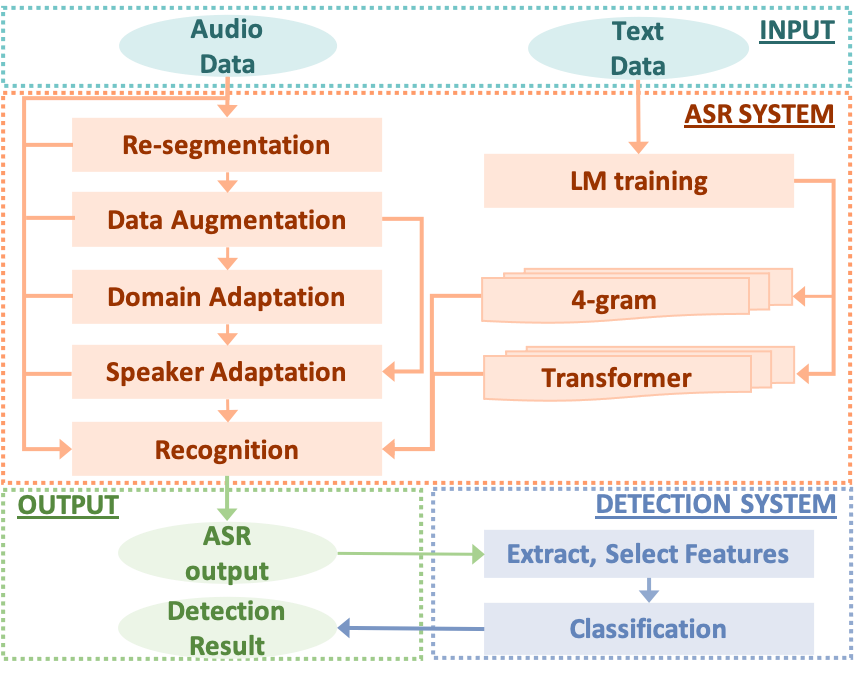 Audio
Data
Text
Data
INPUT
ASR SYSTEM
Re-segmentation
LM training
Data Augmentation
Domain Adaptation
4-gram
Speaker Adaptation
Transformer
Recognition
OUTPUT
DETECTION SYSTEM
ASR
output
Extract, Select Features
Detection
Result
Classification